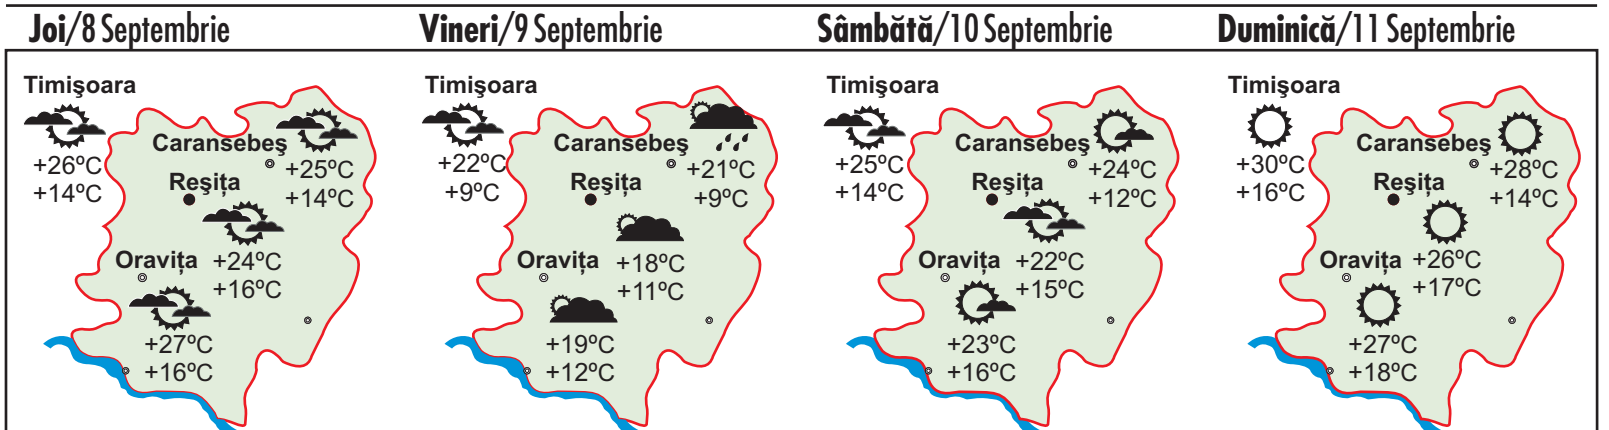 Joi/8 Septembrie
Timişoara
+26ºC
+14ºC
Caransebeş
+25ºC
+14ºC
Reşiţa
+24ºC
+16ºC
Oraviţa
+27ºC
+16ºC
Vineri/9 Septembrie
Timişoara
+22ºC
+9ºC
Caransebeş
+21ºC
+9ºC
Reşiţa
+18ºC
+11ºC
Oraviţa
+19ºC
+12ºC
Sâmbătă/10 Septembrie
Timişoara
+25ºC
+14ºC
Caransebeş
+24ºC
+12ºC
Reşiţa
+22ºC
+15ºC
Oraviţa
+23ºC
+16ºC
Duminică/11 Septembrie
Timişoara
+30ºC
+16ºC
Caransebeş
+28ºC
+14ºC
Reşiţa
+26ºC
+17ºC
Oraviţa
+27ºC
+18ºC